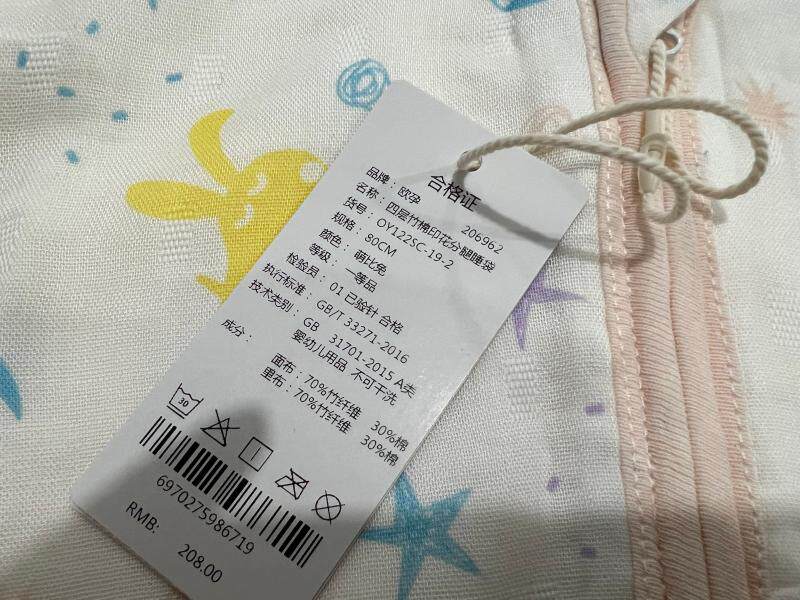 合格证
206962
品牌：欧孕
名称：四层竹棉印花分腿睡袋
货号：OY122SC-19-2
规格：80CM
颜色：萌比兔
等级：一等品
检验员：01 已验针 合格
执行标准：GB/T 33271-2016
技术类别：GB 31701-2015 A类
婴幼儿用品 不可干洗
成分：
面布：70%竹纤维 30%棉
里布：70%竹纤维 30%棉
30
6970275986719
RMB: 208.00